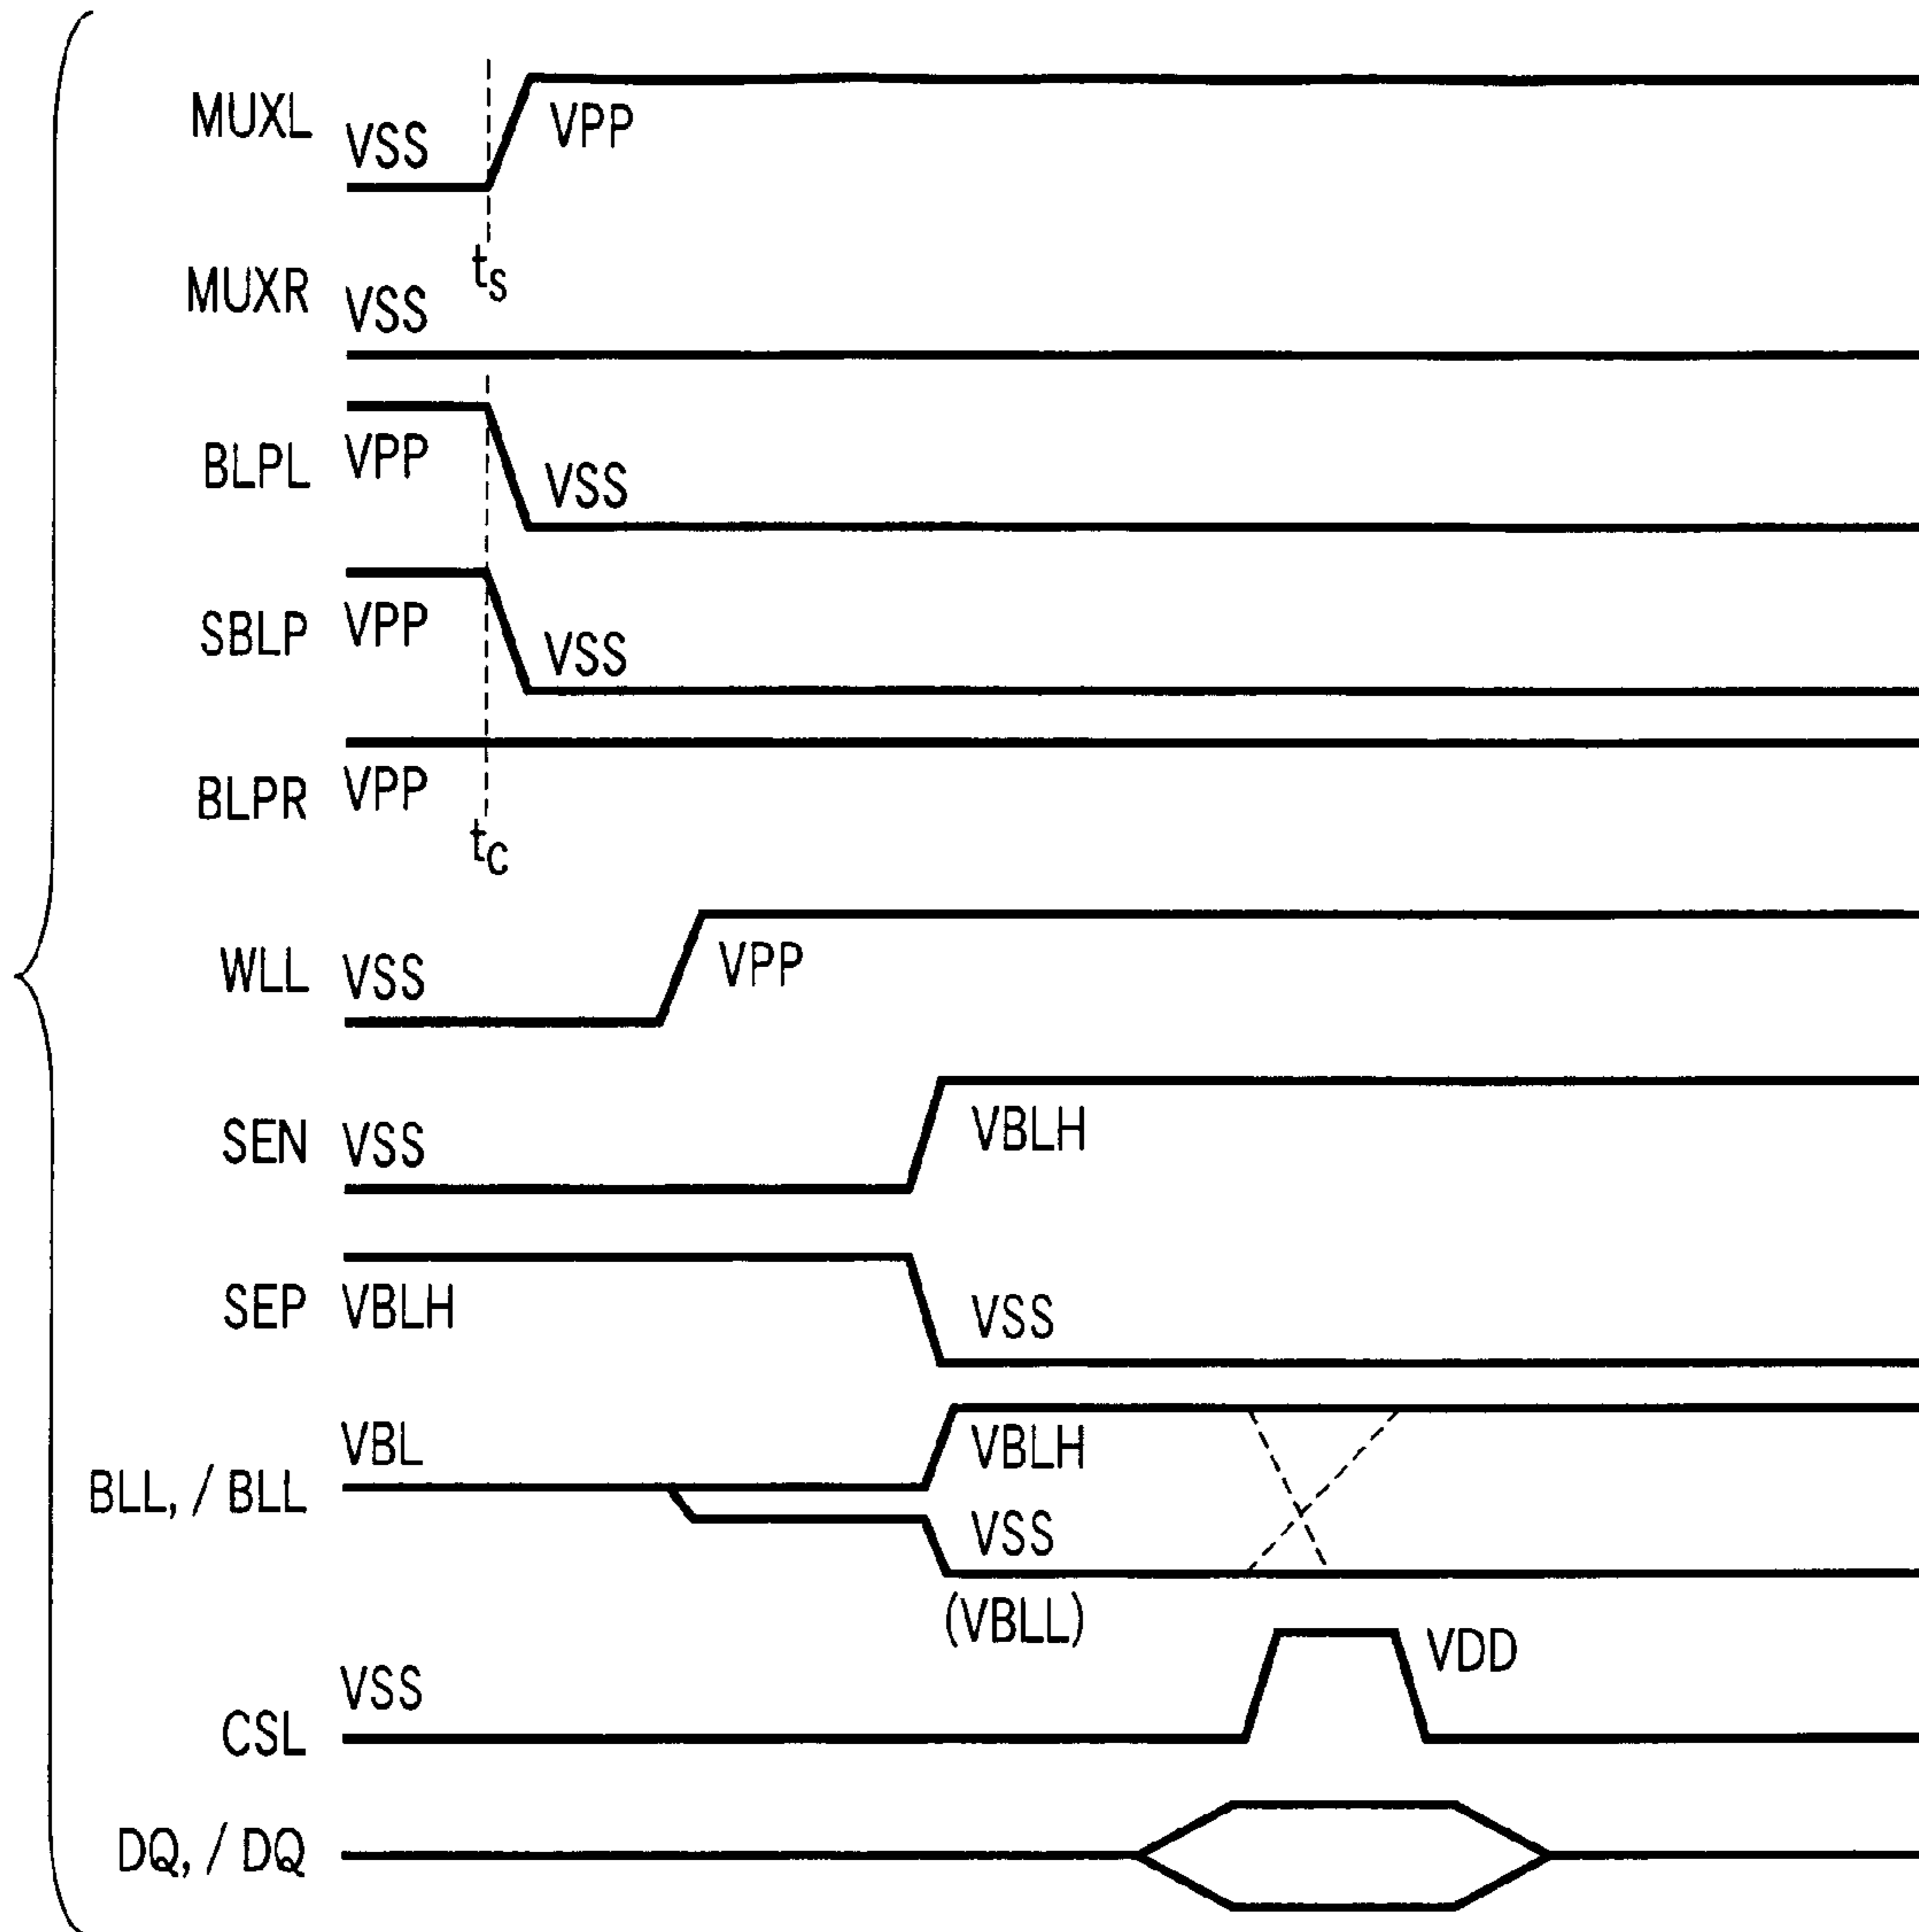 MUXL VSS VPP
tS
MUXR VSS
BLPL VPP VSS
SBLP VPP VSS
BLPR VPP
tC
WLL VSS VPP
SEN VSS VBLH
SEP VBLH VSS
BLL, / BLL VBL VBLH
VSS
(VBLL)
CSL VSS VDD
DQ, / DQ